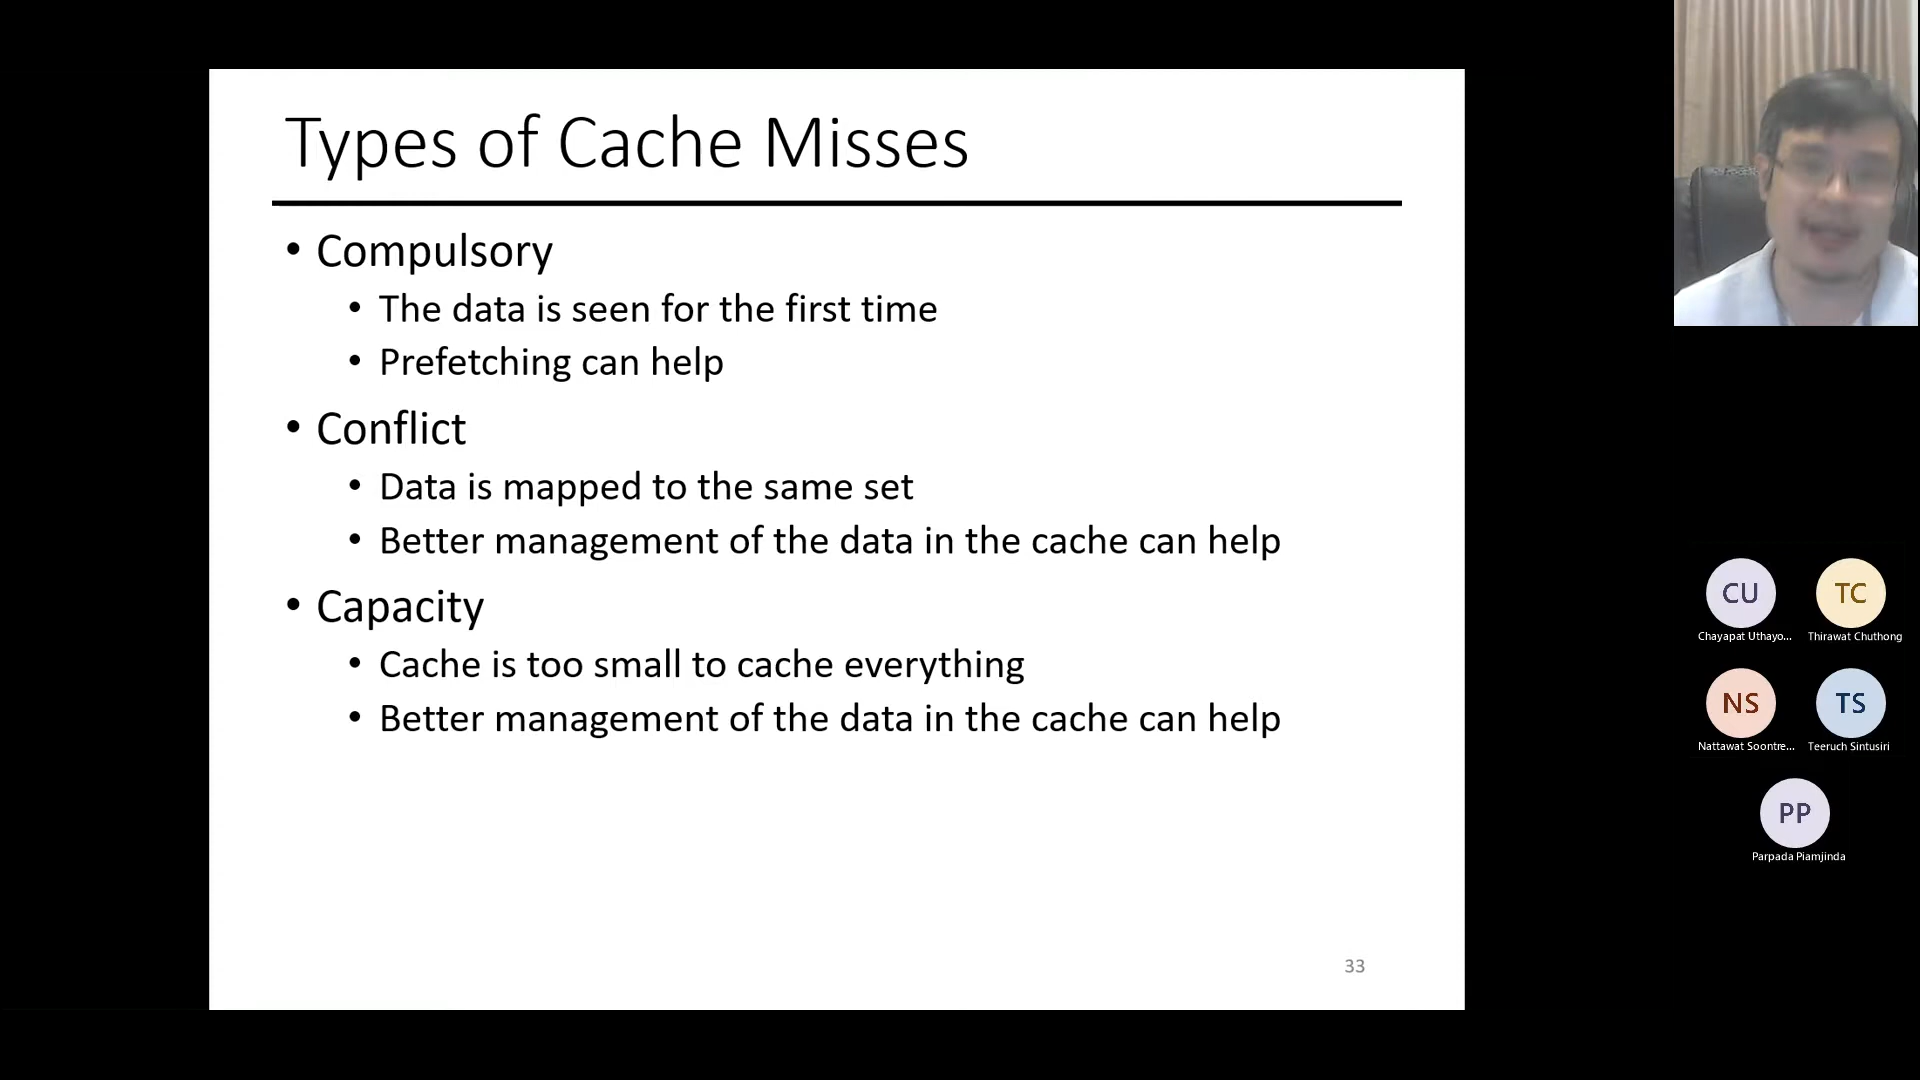 Types of Cache Misses
• Compulsory
• The data is seen for the first time
• Prefetching can help
• Conflict
• Data is mapped to the same set
• Better management of the data in the cache can help
• Capacity
• Cache is too small to cache everything
• Better management of the data in the cache can help
33
CU
TC
Chayapat Uthayo...
Thirawat Chuthong
NS
TS
Nattawat Soontre...
Teeruch Sintusiri
PP
Parpada Piamjinda